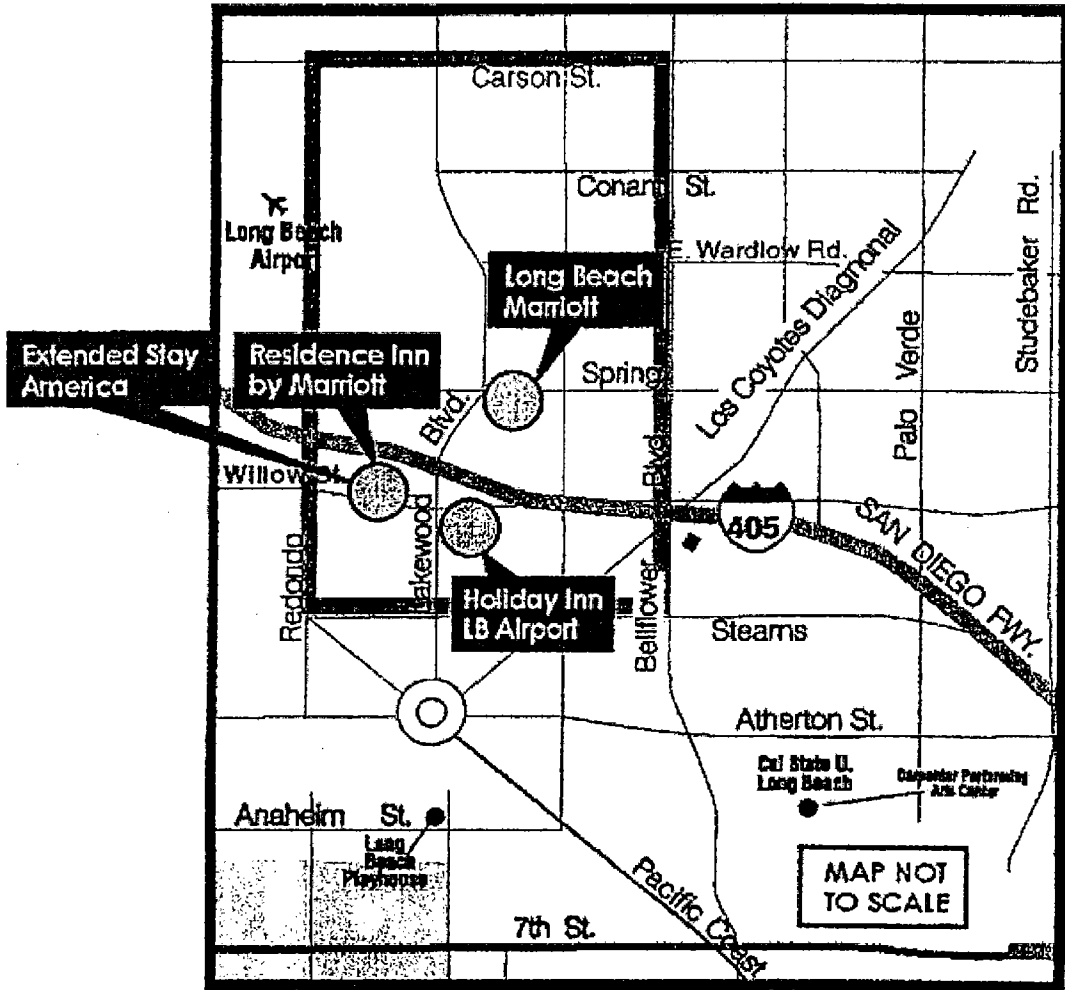 Carson St.
Conant St.
Long Beach
Airport
E. Wardlow Rd.
Long Beach
Marriott
Los Coyotes Diagnonal
Studebaker Rd.
Palo Verde
Extended Stay
America
Residence Inn
by Marriott
Spring
Blvd.
Blvd.
Willow St.
405
SAN DIEGO FWY.
Redondo
Lakewood
Holiday Inn
LB Airport
Bellflower
Stearns
Atherton St.
Cal State U.
Long Beach
Carpenter Performing
Arts Center
Anaheim St.
Long
Beach
Playhouse
MAP NOT
TO SCALE
Pacific Coast
7th St.